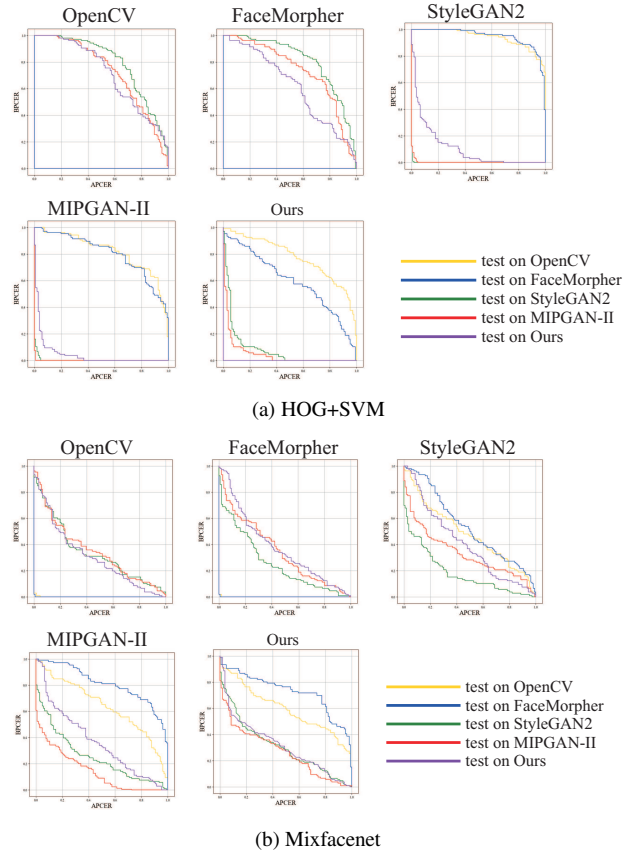 OpenCV FaceMorpher StyleGAN2
BPCER BPCER BPCER
APCER APCER APCER
MIPGAN-II Ours
BPCER BPCER
APCER APCER
test on OpenCV
test on FaceMorpher
test on StyleGAN2
test on MIPGAN-II
test on Ours
(a) HOG+SVM
OpenCV FaceMorpher StyleGAN2
BPCER BPCER BPCER
APCER APCER APCER
MIPGAN-II Ours
BPCER BPCER
APCER APCER
test on OpenCV
test on FaceMorpher
test on StyleGAN2
test on MIPGAN-II
test on Ours
(b) Mixfacenet